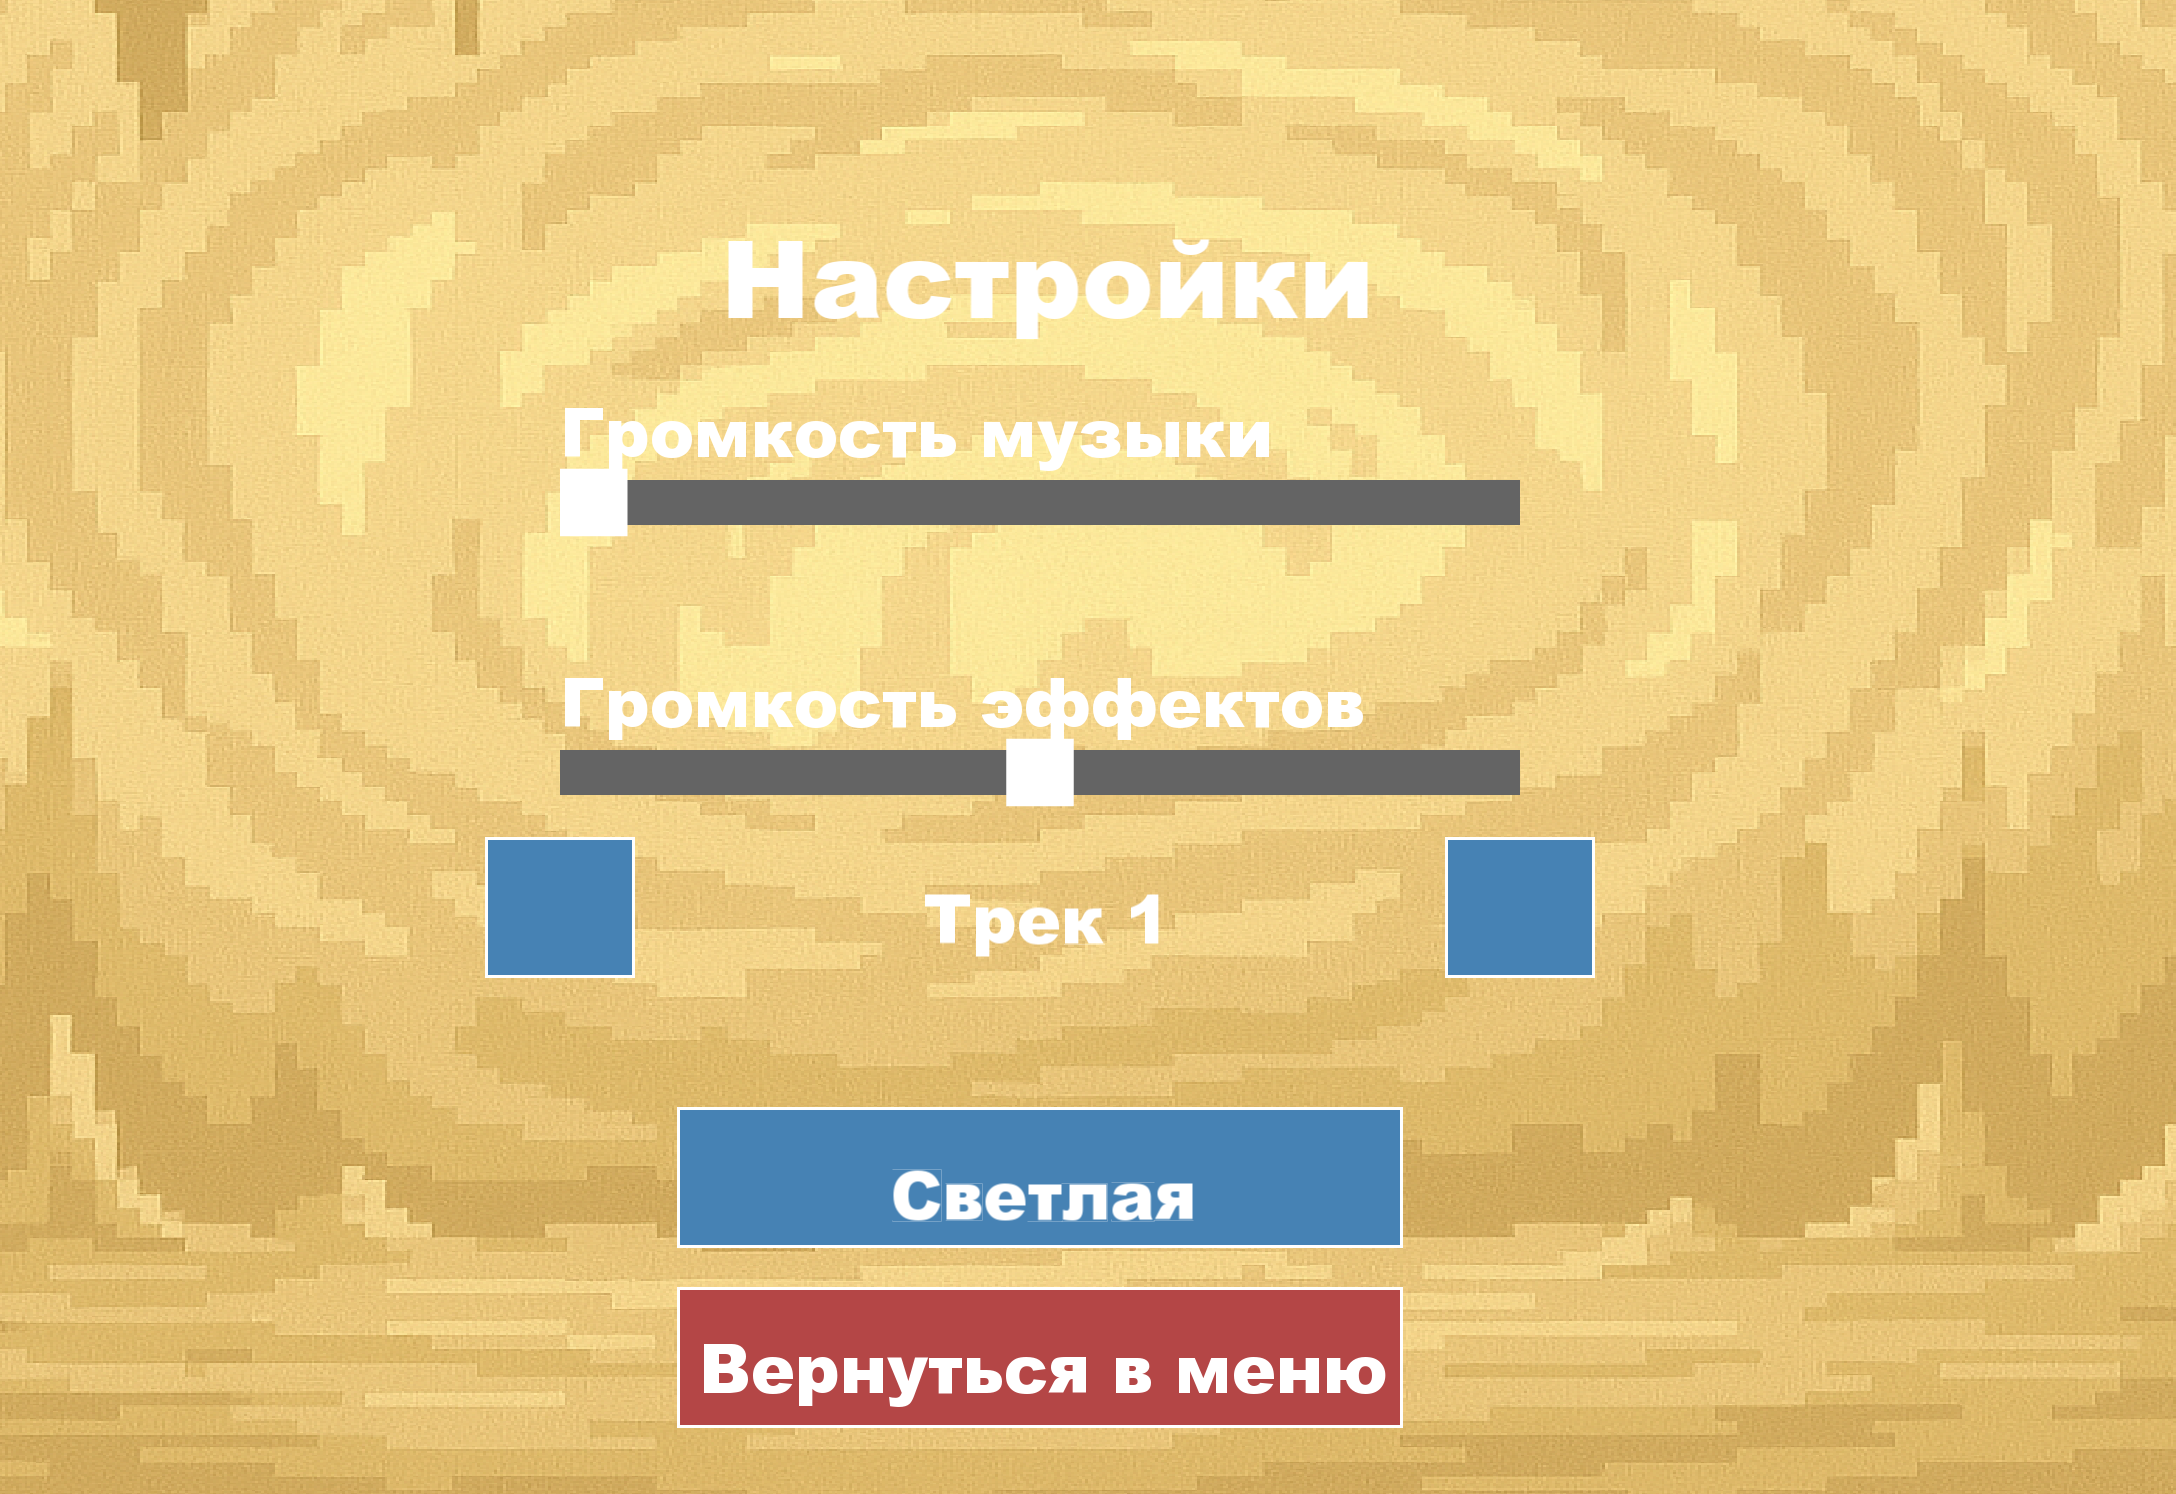 Настройки
Громкость музыки
Громкость эффектов
Трек 1
Светлая
Вернуться в меню